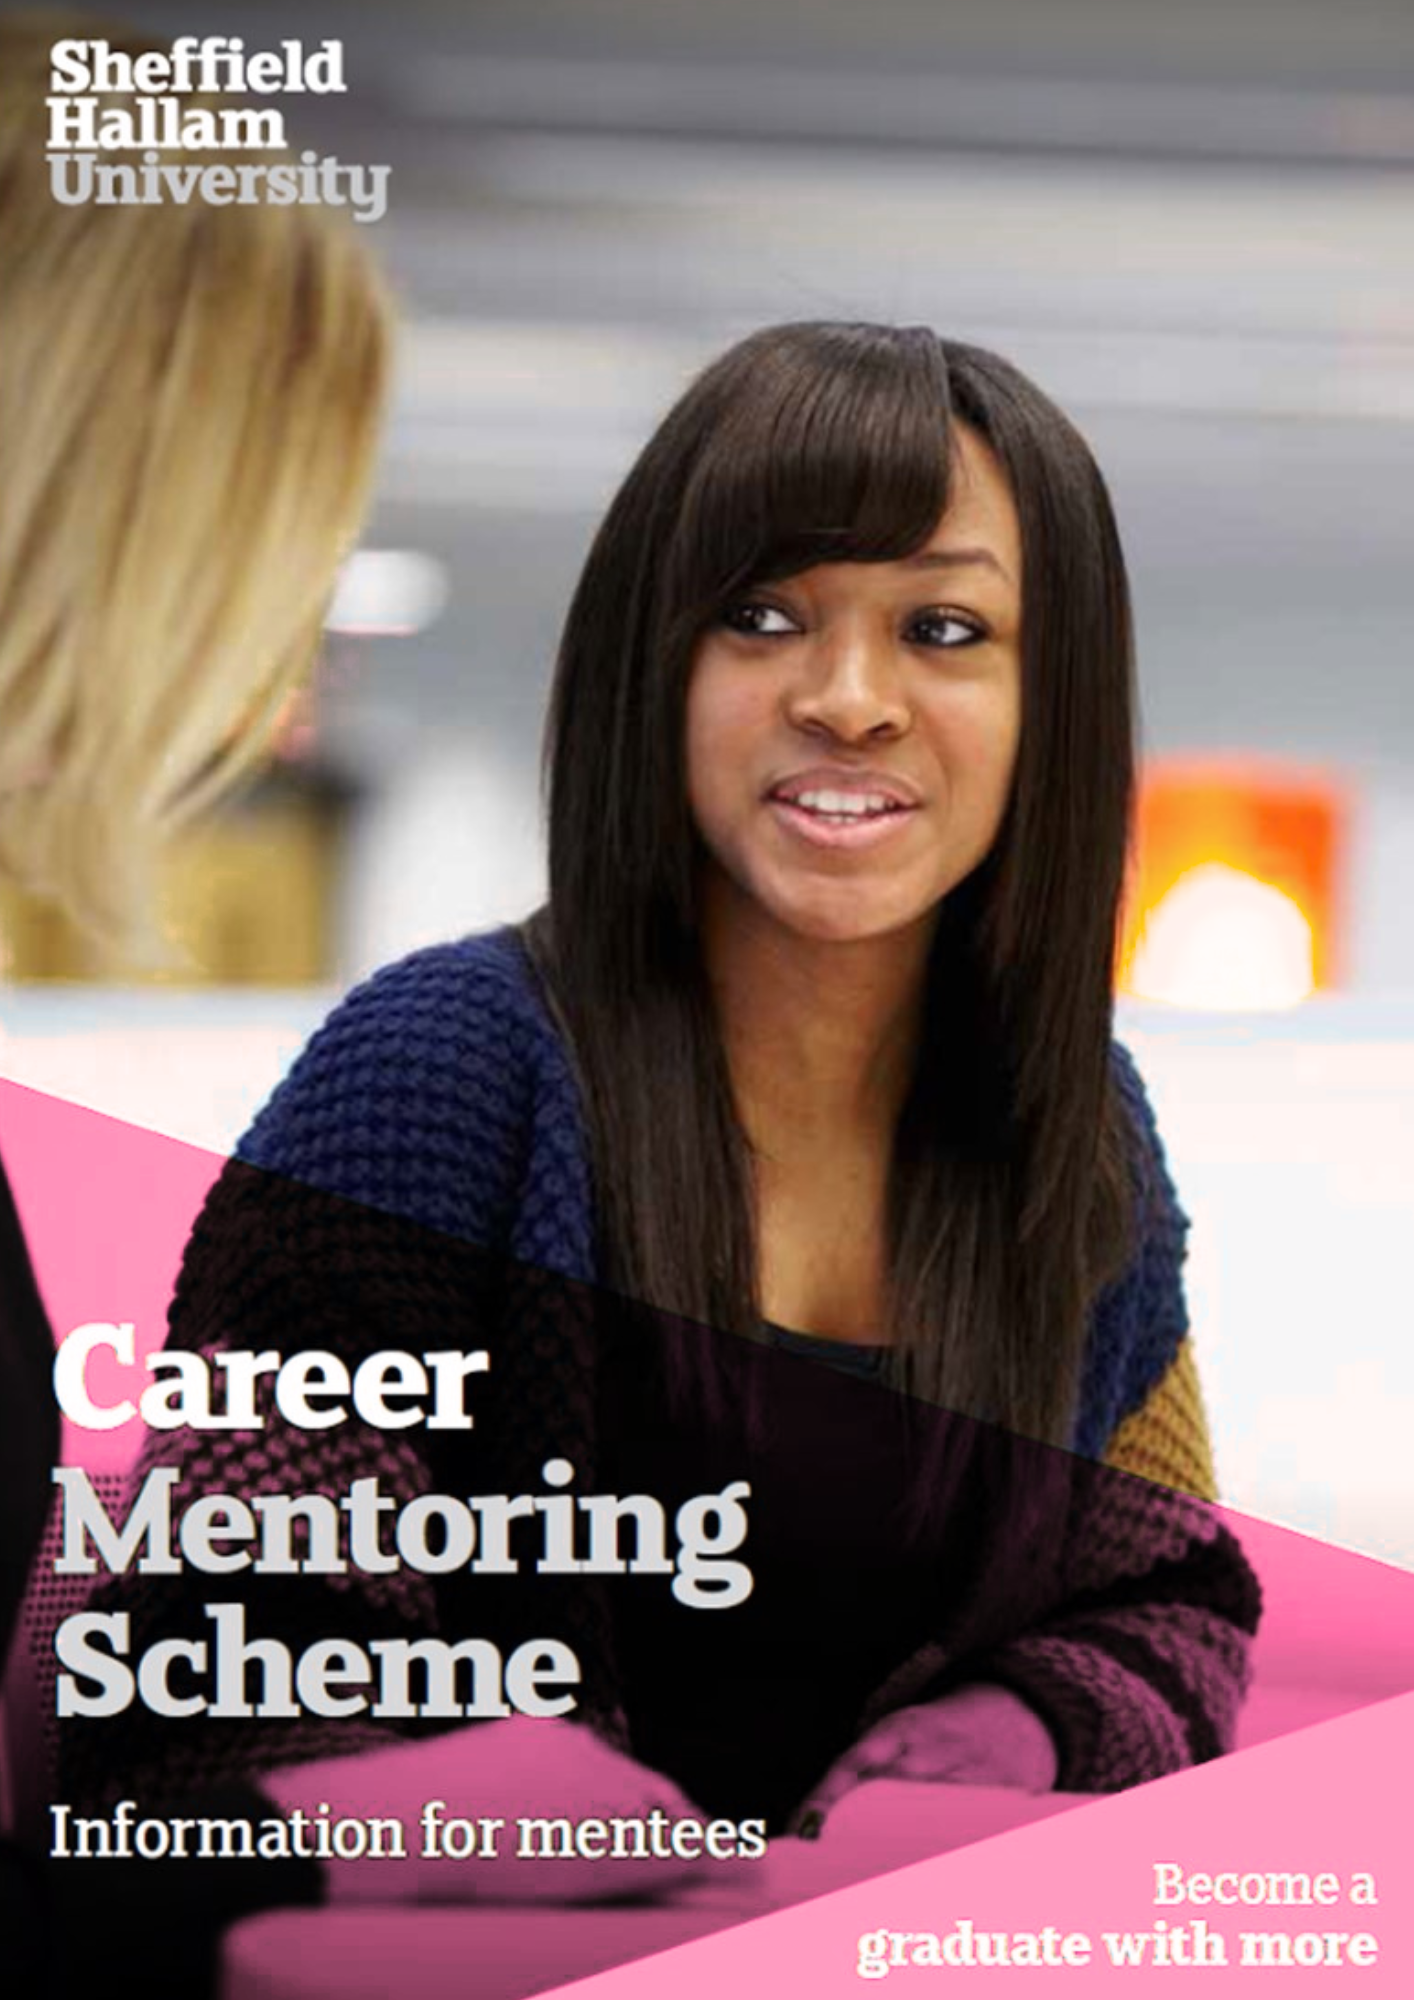 Sheffield
Hallam
University
Career
Mentoring
Scheme
Information for mentees
Become a
graduate with more